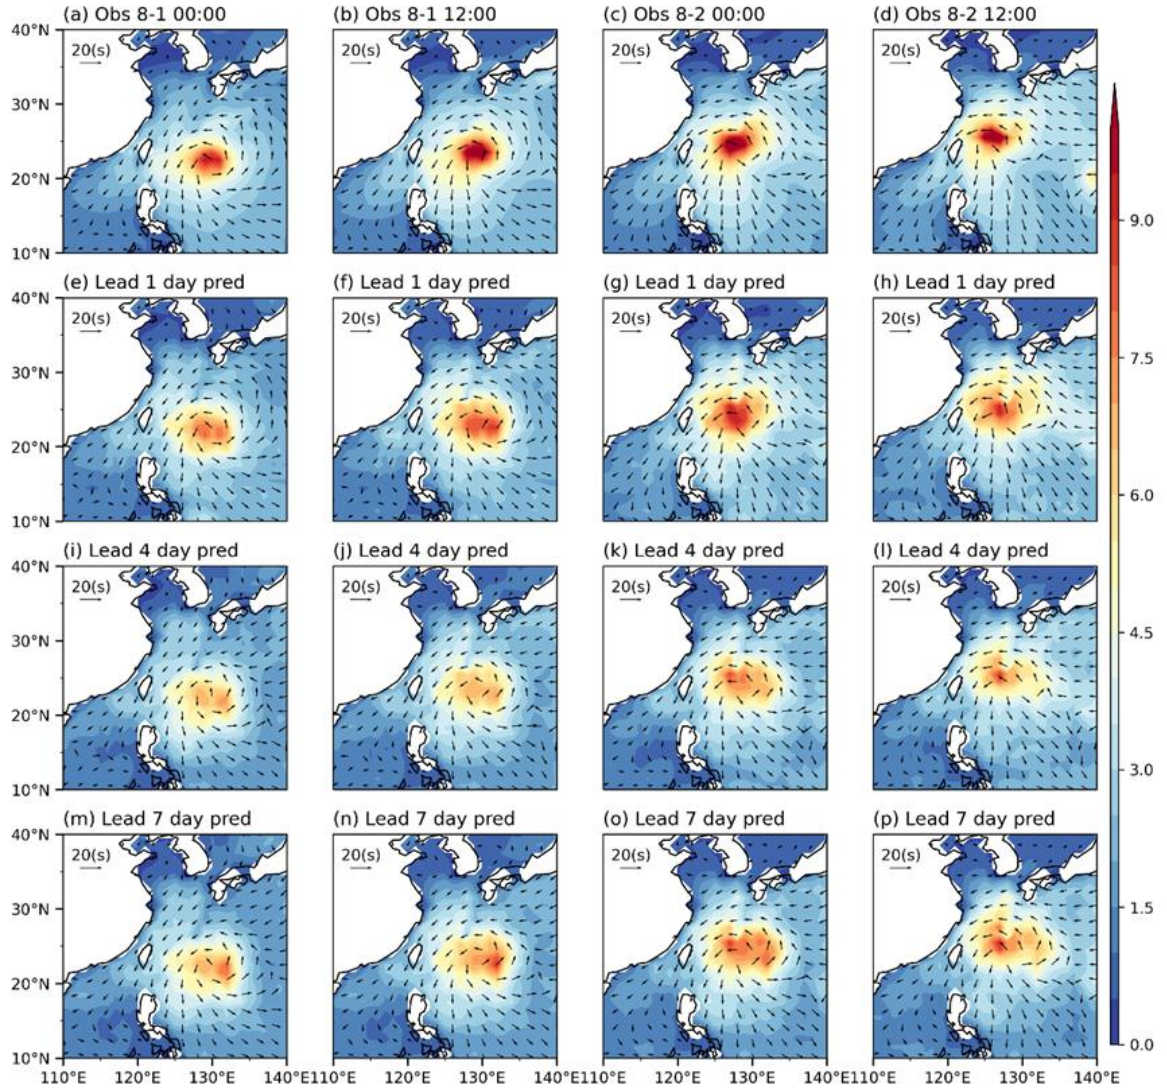 (a) Obs 8-1 00:00 (b) Obs 8-1 12:00 (c) Obs 8-2 00:00 (d) Obs 8-2 12:00
40°N 20(s) 20(s) 20(s) 20(s)
30°N
20°N 9.0
10°N
(e) Lead 1 day pred (f) Lead 1 day pred (g) Lead 1 day pred (h) Lead 1 day pred
40°N 20(s) 20(s) 20(s) 20(s)
7.5
30°N
20°N 6.0
10°N
(i) Lead 4 day pred (j) Lead 4 day pred (k) Lead 4 day pred (l) Lead 4 day pred
40°N 20(s) 20(s) 20(s) 20(s)
30°N 4.5
20°N
3.0
10°N
(m) Lead 7 day pred (n) Lead 7 day pred (o) Lead 7 day pred (p) Lead 7 day pred
40°N 20(s) 20(s) 20(s) 20(s)
30°N 1.5
20°N
10°N 0.0
110°E 120°E 130°E 140°E110°E 120°E 130°E 140°E110°E 120°E 130°E 140°E110°E 120°E 130°E 140°E